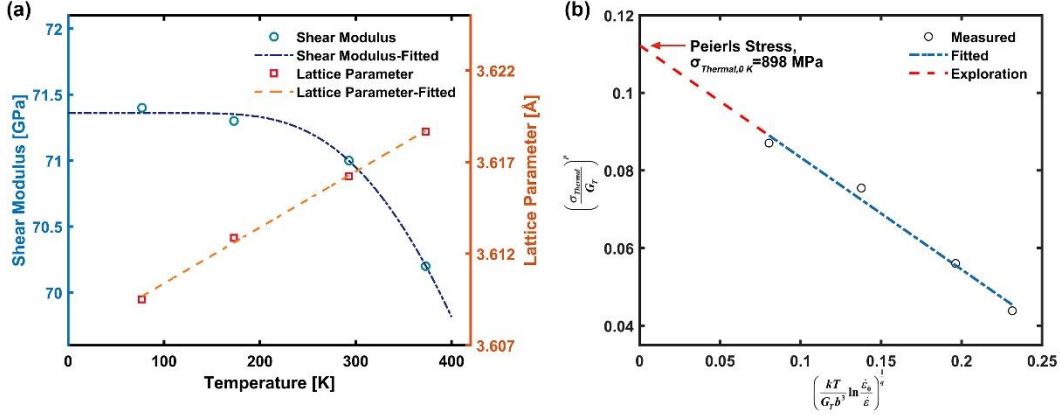 (a)
72
71.5
71
70.5
70
Shear Modulus [GPa]
Shear Modulus
Shear Modulus-Fitted
Lattice Parameter
Lattice Parameter-Fitted
3.625
3.622
3.617
3.612
3.607
Lattice Parameter [Å]
0 100 200 300 400
Temperature [K]
(b)
0.12
0.1
0.08
0.06
0.04
(σThermal / GT)p
Peierls Stress,
σThermal,0 K=898 MPa
Measured
Fitted
Exploration
0 0.05 0.1 0.15 0.2 0.25
(kT / GTb3 ln ε̇0 / ε̇)1/q